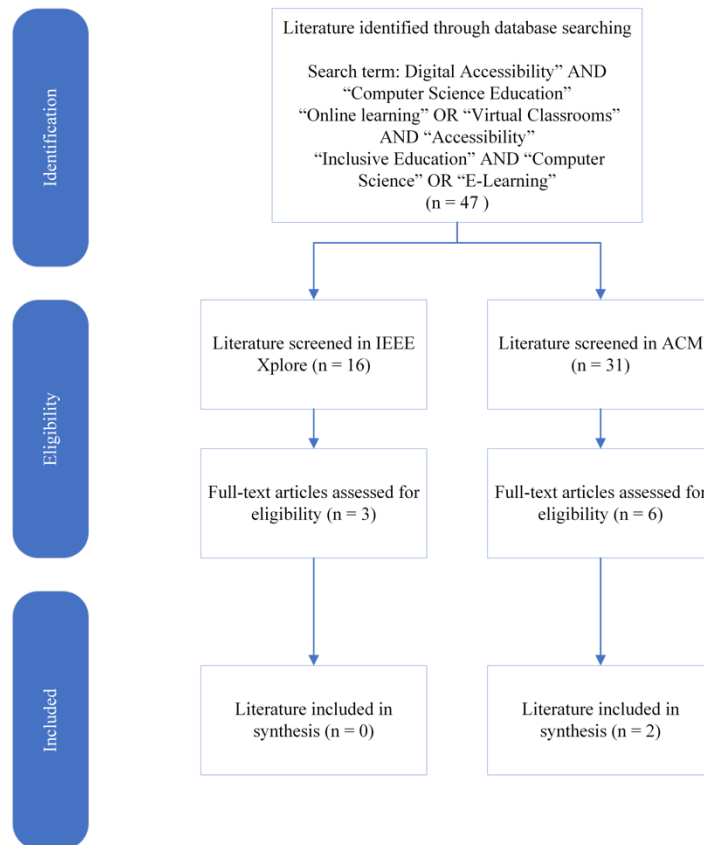 Identification
Literature identified through database searching
Search term: Digital Accessibility” AND
“Computer Science Education”
“Online learning” OR “Virtual Classrooms”
AND “Accessibility”
“Inclusive Education” AND “Computer
Science” OR “E-Learning”
(n = 47 )
Eligibility
Literature screened in IEEE
Xplore (n = 16)
Literature screened in ACM
(n = 31)
Full-text articles assessed for
eligibility (n = 3)
Full-text articles assessed for
eligibility (n = 6)
Included
Literature included in
synthesis (n = 0)
Literature included in
synthesis (n = 2)